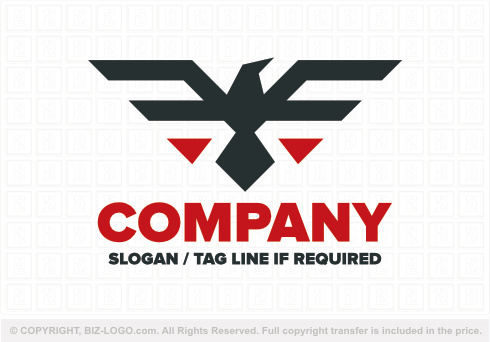 COMPANY
SLOGAN / TAG LINE IF REQUIRED
© COPYRIGHT, BIZ-LOGO.com. All Rights Reserved. Full copyright transfer is included in the price.